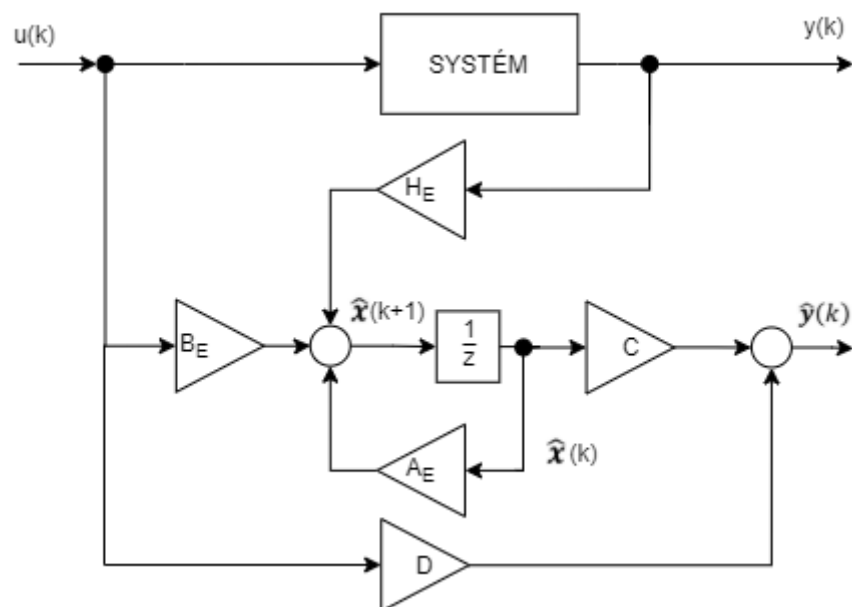 u(k)
y(k)
SYSTÉM
H_E
B_E
x̂(k+1)
1
z
C
ŷ(k)
A_E
x̂(k)
D